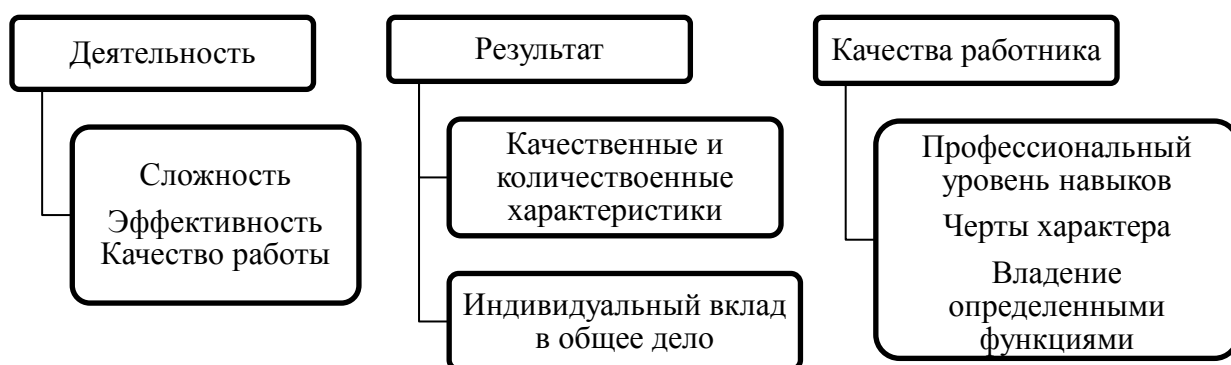 Деятельность
Сложность
Эффективность
Качество работы
Результат
Качественные и
количествоенные
характеристики
Индивидуальный вклад
в общее дело
Качества работника
Профессиональный
уровень навыков
Черты характера
Владение
определенными
функциями